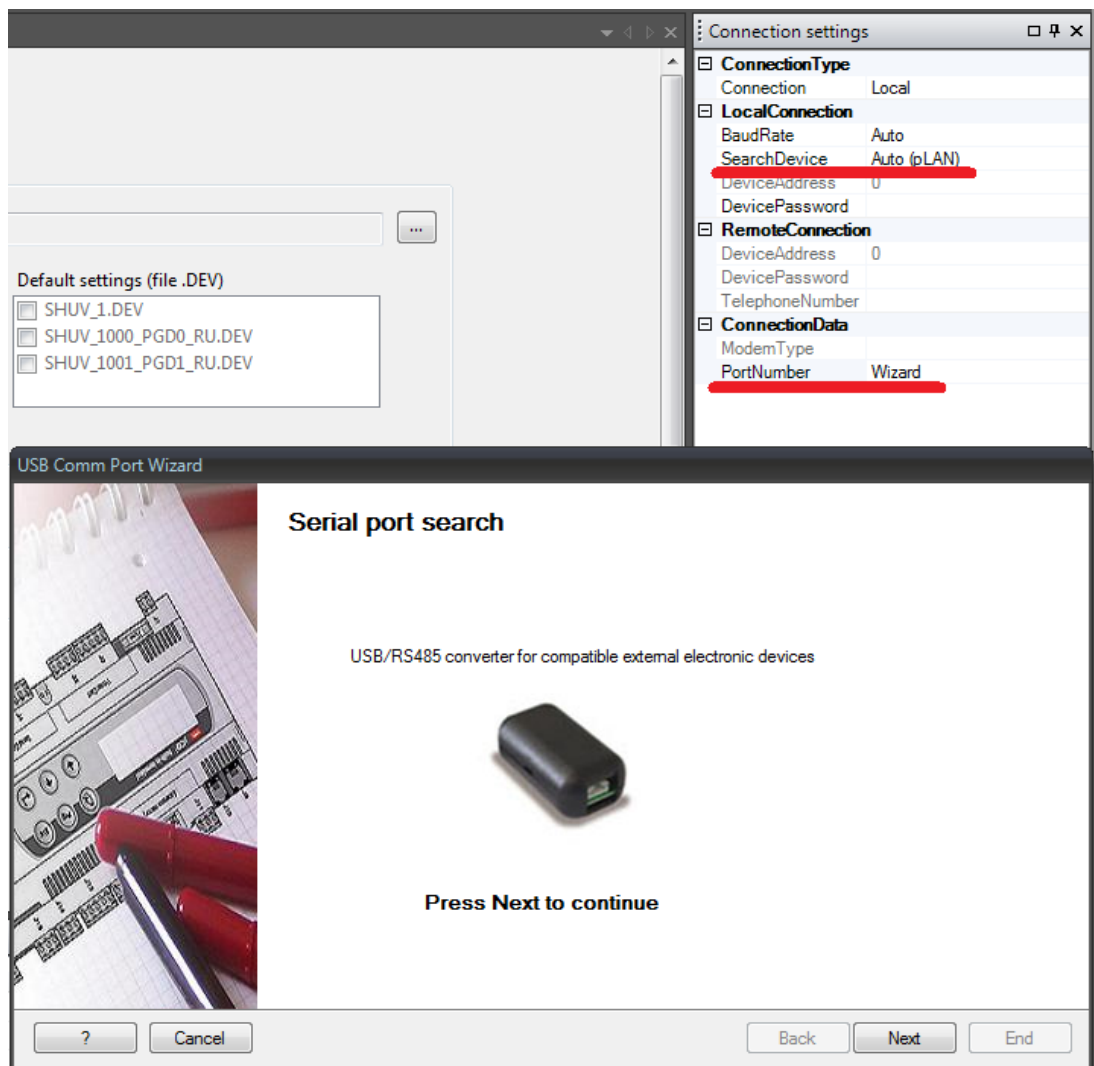 Connection settings
ConnectionType
Connection Local
LocalConnection
BaudRate Auto
SearchDevice Auto (pLAN)
DeviceAddress 0
DevicePassword
...
RemoteConnection
DeviceAddress 0
DevicePassword
TelephoneNumber
ConnectionData
ModemType
PortNumber Wizard
Default settings (file .DEV)
SHUV_1.DEV
SHUV_1000_PGD0_RU.DEV
SHUV_1001_PGD1_RU.DEV
USB Comm Port Wizard
Serial port search
USB/RS485 converter for compatible external electronic devices
Press Next to continue
? Cancel Back Next End